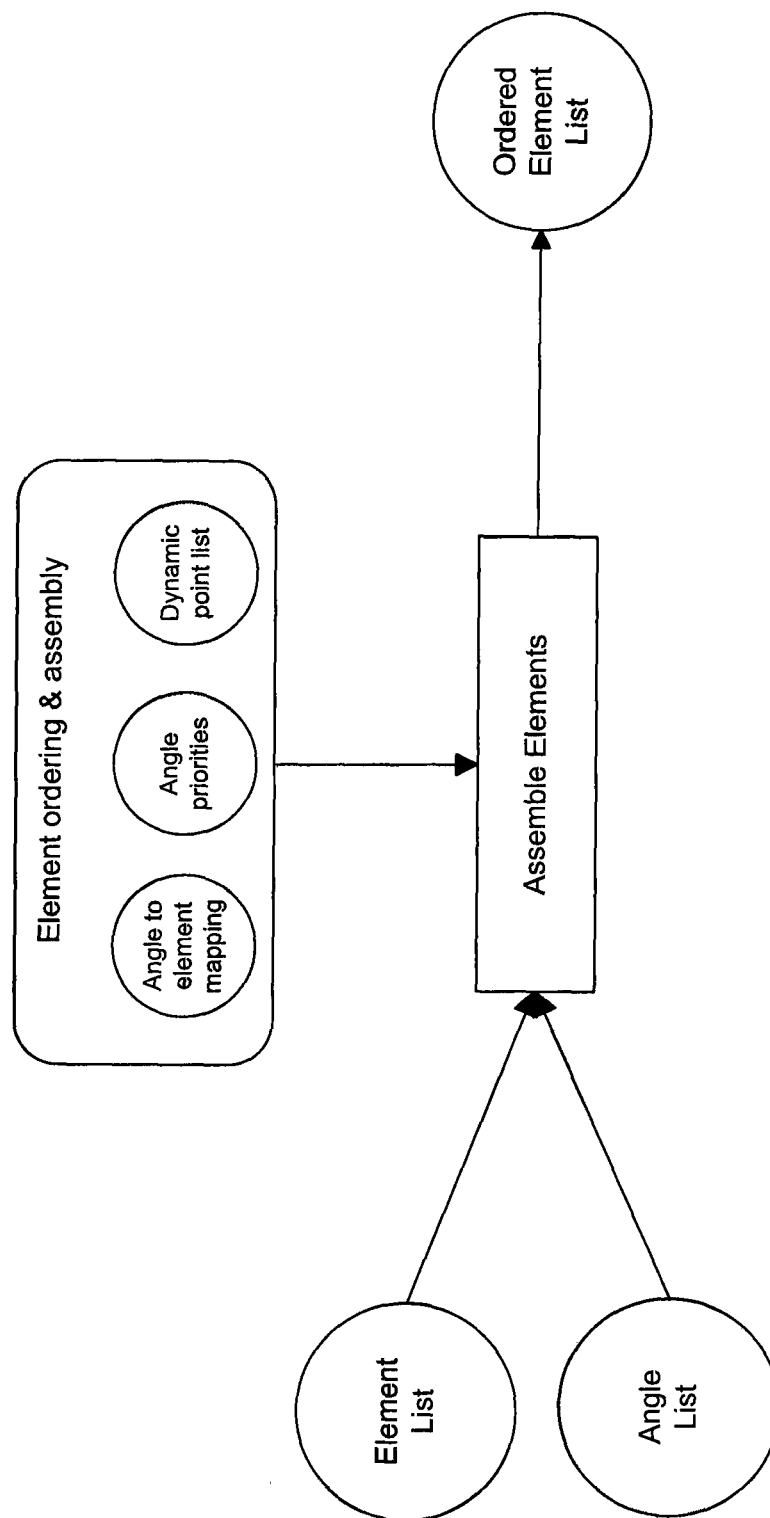 Element ordering & assembly
Angle to
element
mapping
Angle
priorities
Dynamic
point list
Element
List
Angle
List
Assemble Elements
Ordered
Element
List